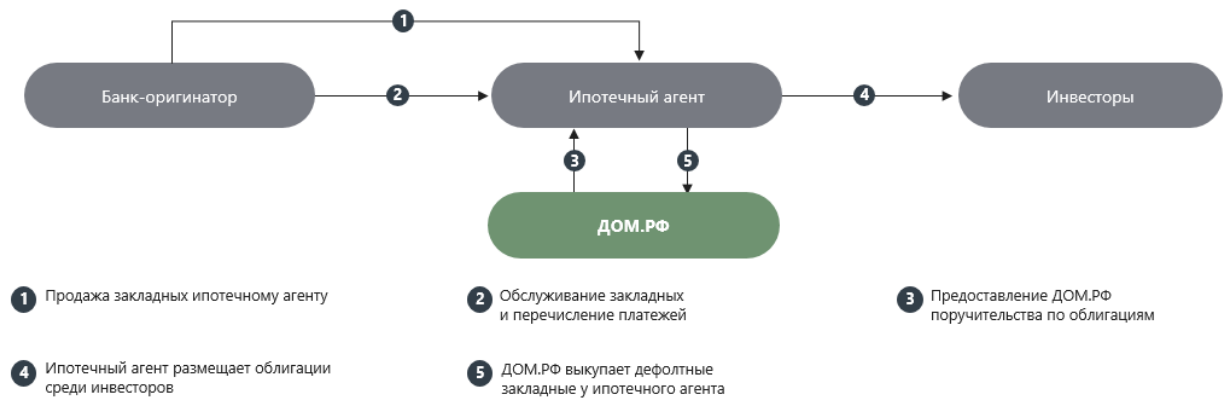 1
Банк-оригинатор
2
Ипотечный агент
4
Инвесторы
3
5
ДОМ.РФ
1 Продажа закладных ипотечному агенту
2 Обслуживание закладных
и перечисление платежей
3 Предоставление ДОМ.РФ
поручительства по облигациям
4 Ипотечный агент размещает облигации
среди инвесторов
5 ДОМ.РФ выкупает дефолтные
закладные у ипотечного агента